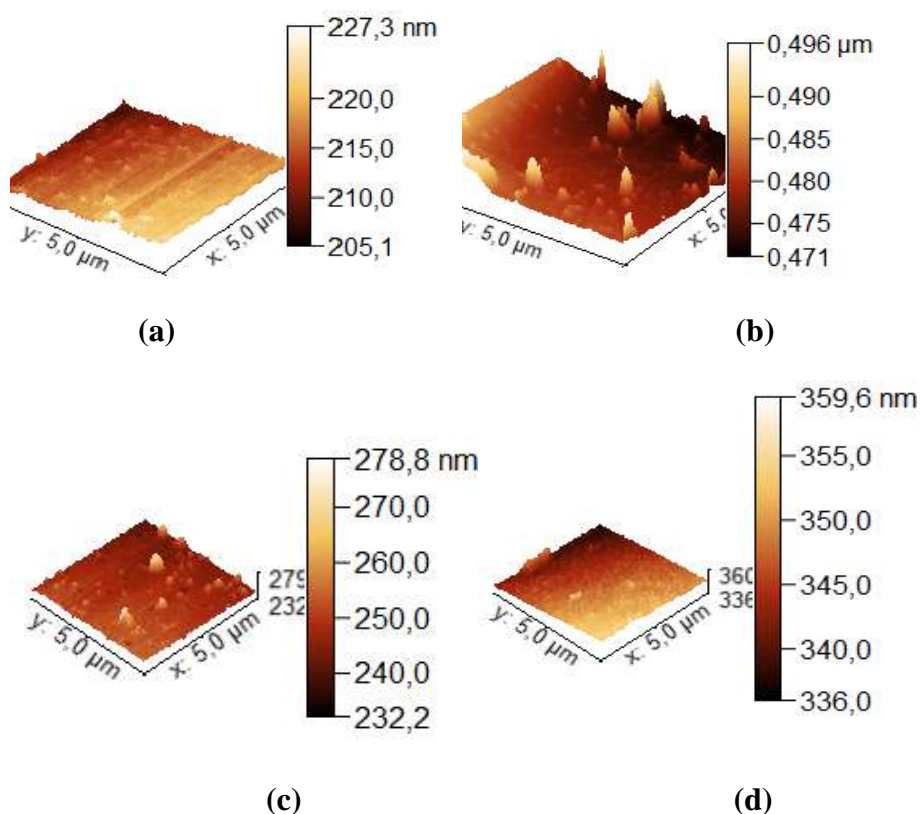 227,3 nm
220,0
215,0
210,0
205,1
y: 5,0 µm
x: 5,0 µm
(a)
0,496 µm
0,490
0,485
0,480
0,475
0,471
y: 5,0 µm
x: 5,0 µm
(b)
278,8 nm
270,0
260,0
250,0
240,0
232,2
279
232
y: 5,0 µm
x: 5,0 µm
(c)
359,6 nm
355,0
350,0
345,0
340,0
336,0
360
336
y: 5,0 µm
x: 5,0 µm
(d)